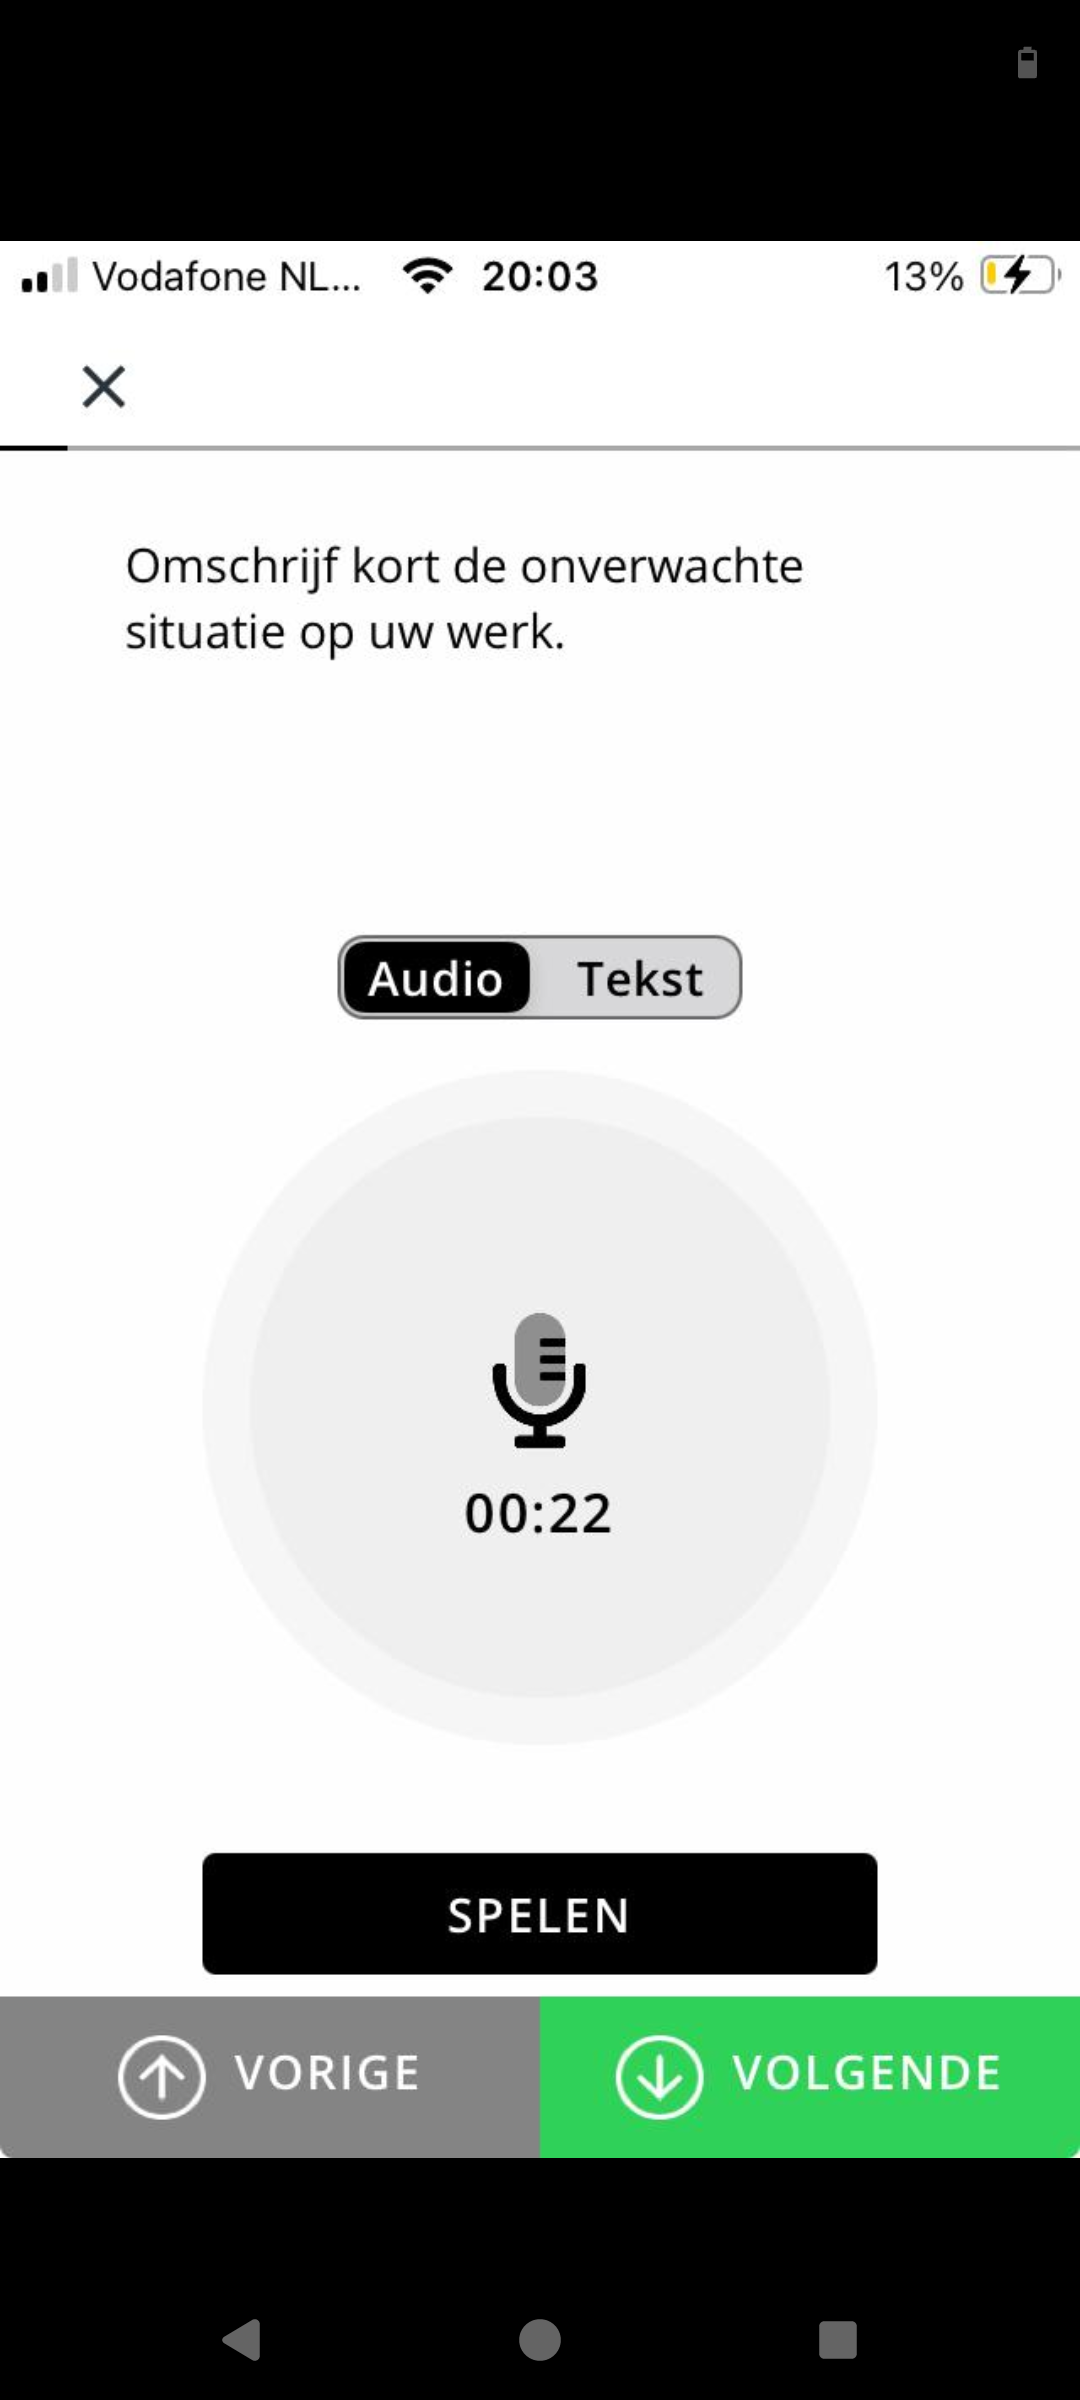 Vodafone NL... 20:03 13%
Omschrijf kort de onverwachte
situatie op uw werk.
Audio Tekst
00:22
SPELEN
VORIGE VOLGENDE